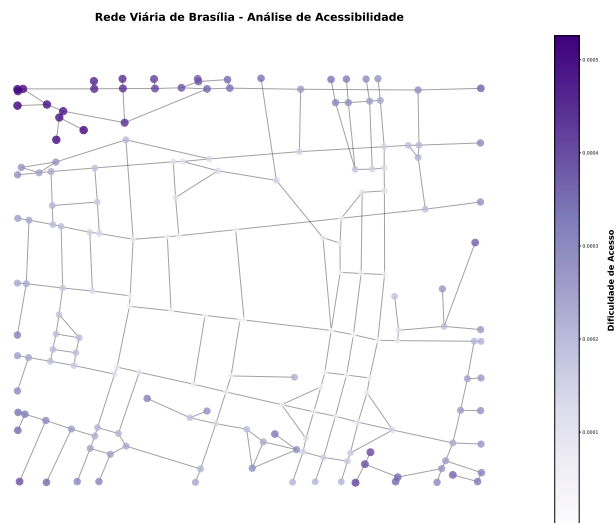 Rede Viária de Brasília - Análise de Acessibilidade
0.0005
0.0004
0.0003
0.0002
0.0001
Dificuldade de Acesso